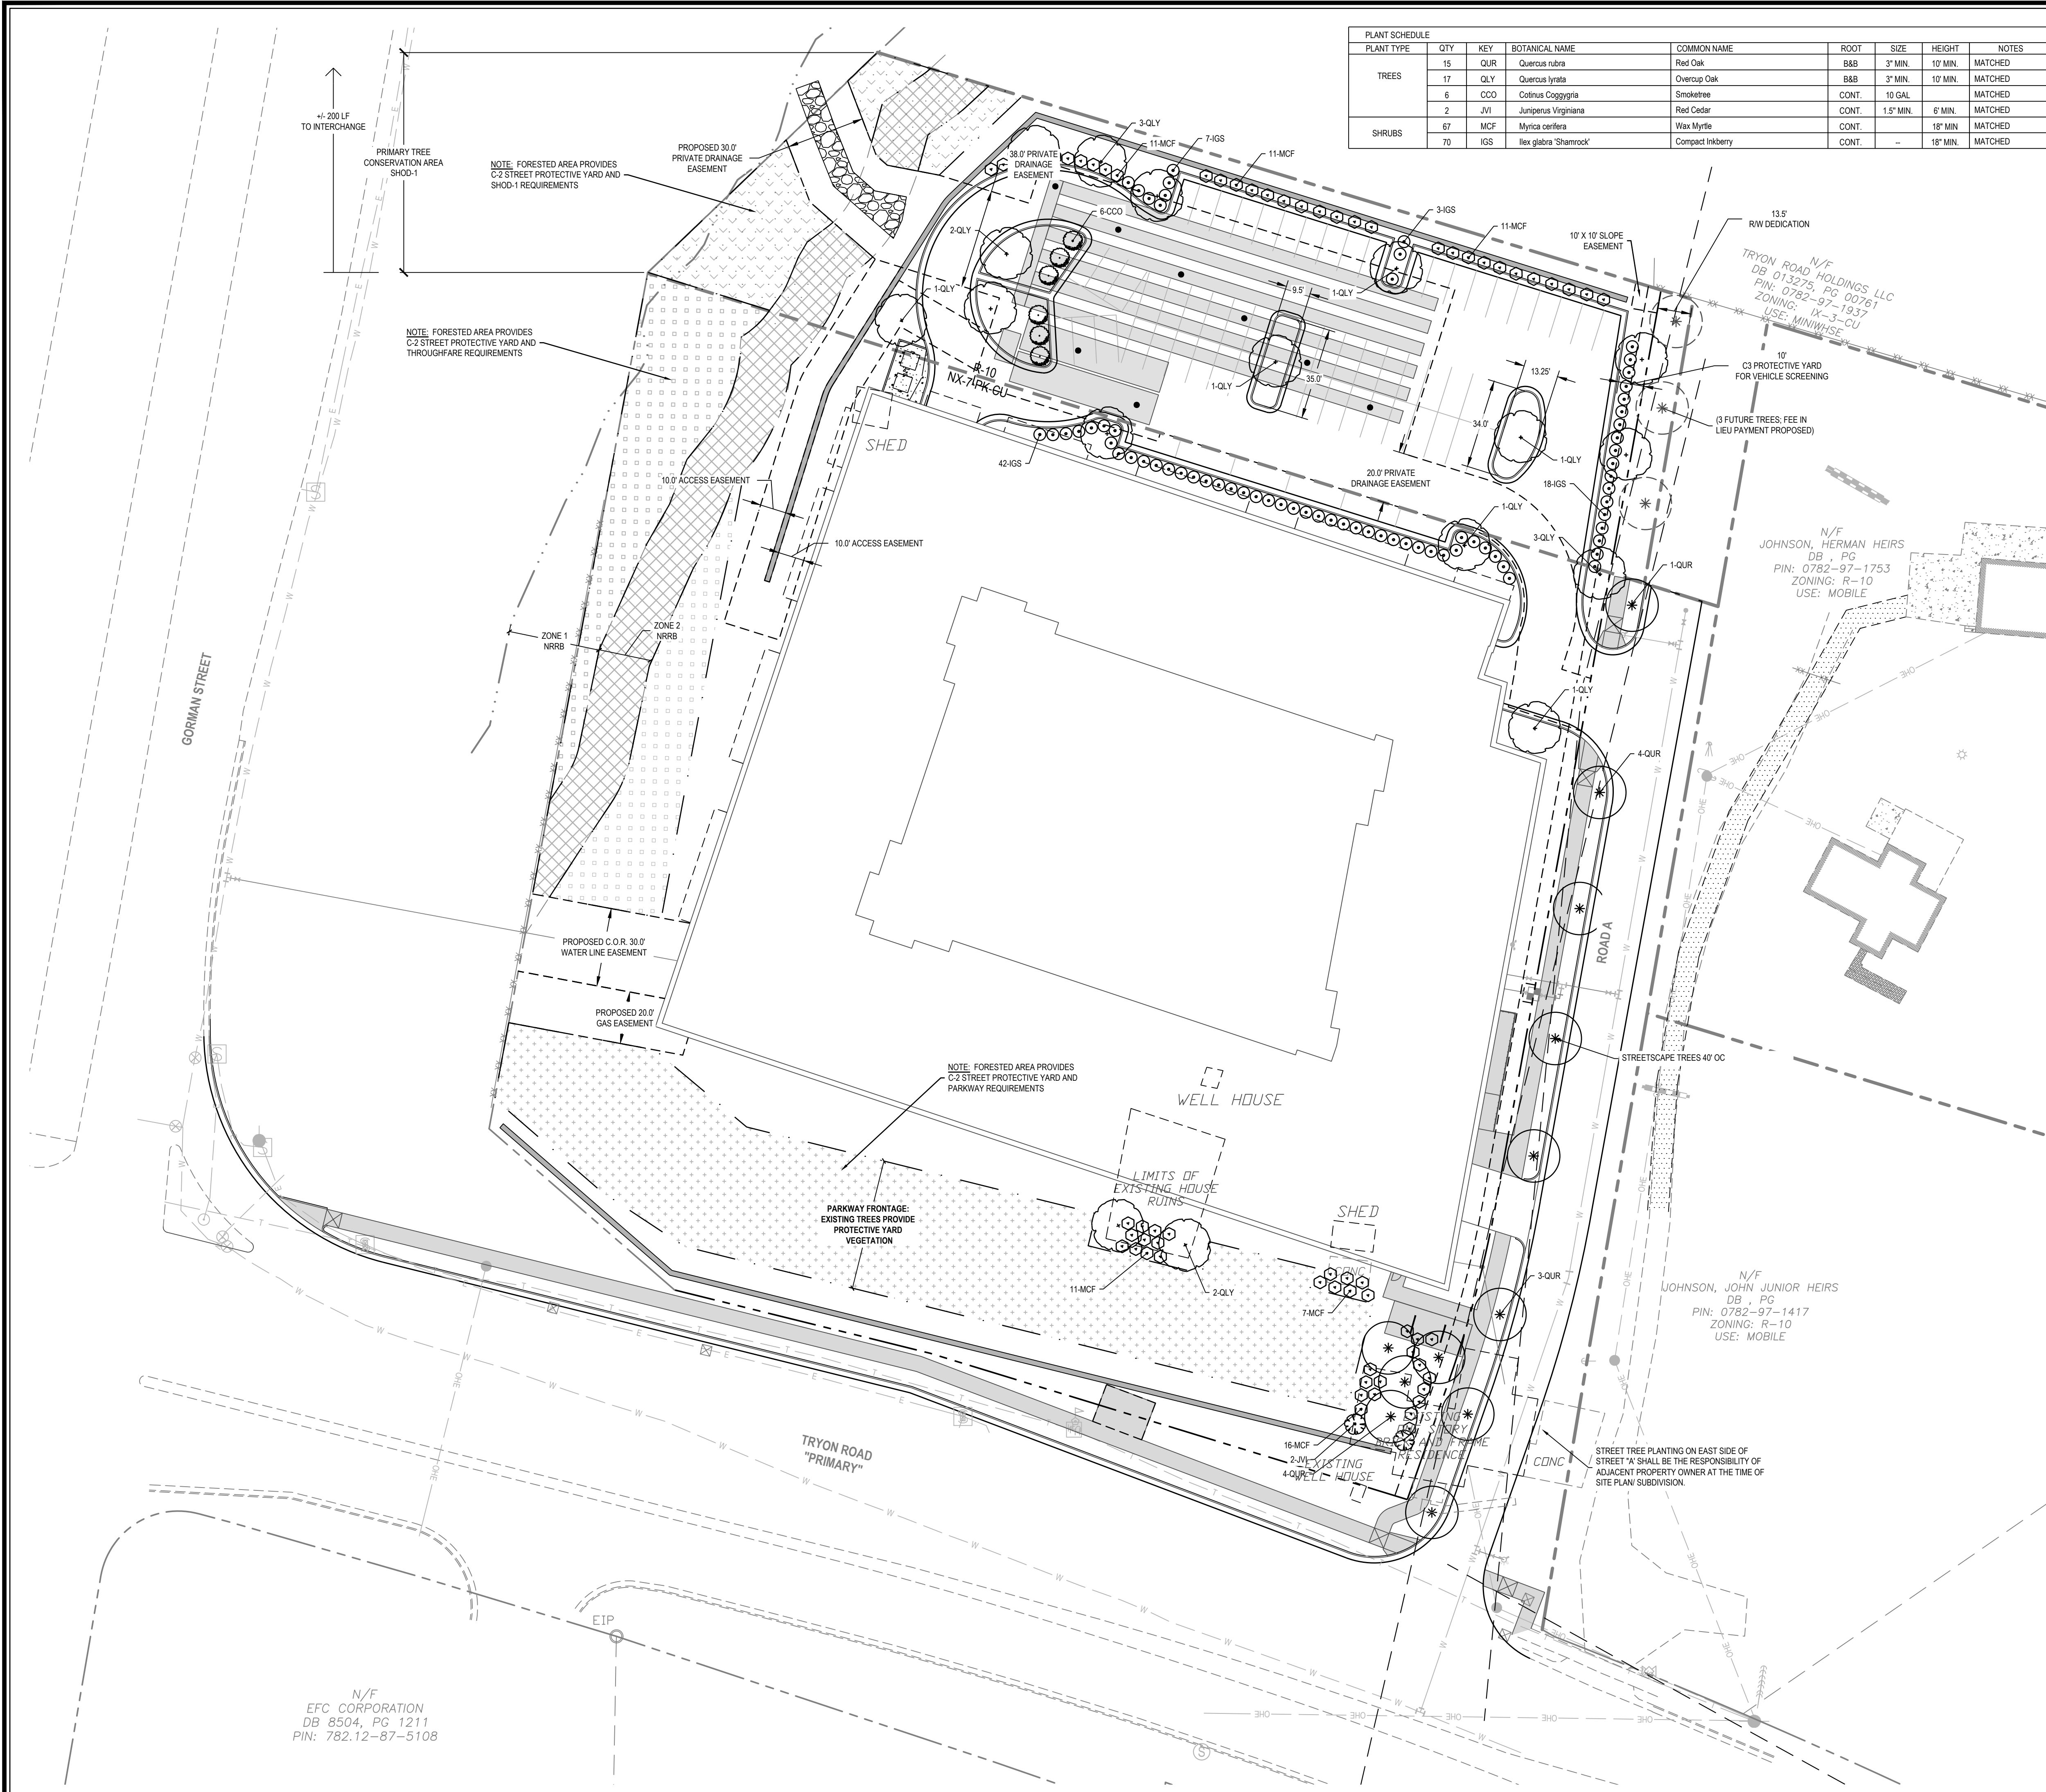 PLANT SCHEDULE
PLANT TYPE QTY KEY BOTANICAL NAME COMMON NAME ROOT SIZE HEIGHT NOTES
TREES
15 QUR Quercus rubra Red Oak B&B 3" MIN. 10' MIN. MATCHED
17 QLY Quercus lyrata Overcup Oak B&B 3" MIN. 10' MIN. MATCHED
6 CCO Cotinus Coggygria Smoketree CONT. 10 GAL MATCHED
2 JVI Juniperus Virginiana Red Cedar CONT. 1.5" MIN. 6' MIN. MATCHED
SHRUBS
67 MCF Myrica cerifera Wax Myrtle CONT. 18" MIN MATCHED
70 IGS Ilex glabra 'Shamrock' Compact Inkberry CONT. -- 18" MIN. MATCHED
+/- 200 LF
TO INTERCHANGE
PRIMARY TREE
CONSERVATION AREA
SHOD-1
NOTE: FORESTED AREA PROVIDES
C-2 STREET PROTECTIVE YARD AND
SHOD-1 REQUIREMENTS
PROPOSED 30.0'
PRIVATE DRAINAGE
EASEMENT
38.0' PRIVATE
DRAINAGE
EASEMENT
3-QLY
11-MCF
7-IGS
11-MCF
3-IGS
11-MCF
10' X 10' SLOPE
EASEMENT
13.5'
R/W DEDICATION
N/F
TRYON ROAD HOLDINGS LLC
DB 013275, PG 00761
PIN: 0782-97-1937
ZONING: IX-3-CU
USE: MINIWHSE
2-QLY
6-CCO
1-QLY
1-QLY
9.5'
1-QLY
35.0'
13.25'
34.0'
1-QLY
10'
C3 PROTECTIVE YARD
FOR VEHICLE SCREENING
(3 FUTURE TREES; FEE IN
LIEU PAYMENT PROPOSED)
NOTE: FORESTED AREA PROVIDES
C-2 STREET PROTECTIVE YARD AND
THROUGHFARE REQUIREMENTS
R-10
NX-7-PK-CU
SHED
42-IGS
20.0' PRIVATE
DRAINAGE EASEMENT
18-IGS
1-QLY
3-QLY
1-QUR
10.0' ACCESS EASEMENT
10.0' ACCESS EASEMENT
N/F
JOHNSON, HERMAN HEIRS
DB , PG
PIN: 0782-97-1753
ZONING: R-10
USE: MOBILE
ZONE 1
NRRB
ZONE 2
NRRB
GORMAN STREET
1-QLY
4-QUR
ROAD A
PROPOSED C.O.R. 30.0'
WATER LINE EASEMENT
PROPOSED 20.0'
GAS EASEMENT
STREETSCAPE TREES 40' OC
NOTE: FORESTED AREA PROVIDES
C-2 STREET PROTECTIVE YARD AND
PARKWAY REQUIREMENTS
WELL HOUSE
LIMITS OF
EXISTING HOUSE
RUINS
SHED
CONC
PARKWAY FRONTAGE:
EXISTING TREES PROVIDE
PROTECTIVE YARD
VEGETATION
11-MCF
2-QLY
7-MCF
3-QUR
N/F
JOHNSON, JOHN JUNIOR HEIRS
DB , PG
PIN: 0782-97-1417
ZONING: R-10
USE: MOBILE
16-MCF
2-JVI
4-QUR
EXISTING
ONE STORY
BRICK AND FRAME
RESIDENCE
EXISTING
WELL HOUSE
CONC
STREET TREE PLANTING ON EAST SIDE OF
STREET "A' SHALL BE THE RESPONSIBILITY OF
ADJACENT PROPERTY OWNER AT THE TIME OF
SITE PLAN/ SUBDIVISION.
TRYON ROAD
"PRIMARY"
EIP
N/F
EFC CORPORATION
DB 8504, PG 1211
PIN: 782.12-87-5108